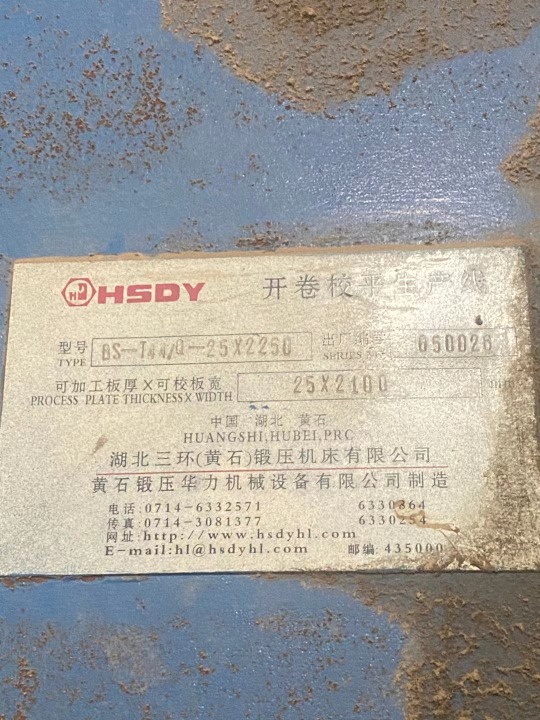 HSDY 开卷校平生产线
型号 TYPE -25X2250 出厂编号 SERIES NO 050026
可加工板厚X可校板宽 PROCESS PLATE THICKNESS X WIDTH 25X2100 mm
中国 湖北 黄石
HUANGSHI,HUBEI,PRC
湖北三环(黄石)锻压机床有限公司
黄石锻压华力机械设备有限公司制造
电话:0714-6332571 6330364
传真:0714-3081377 6330254
网址:http://www.hsdyhl.com
E-mail:hl@hsdyhl.com 邮编:435000